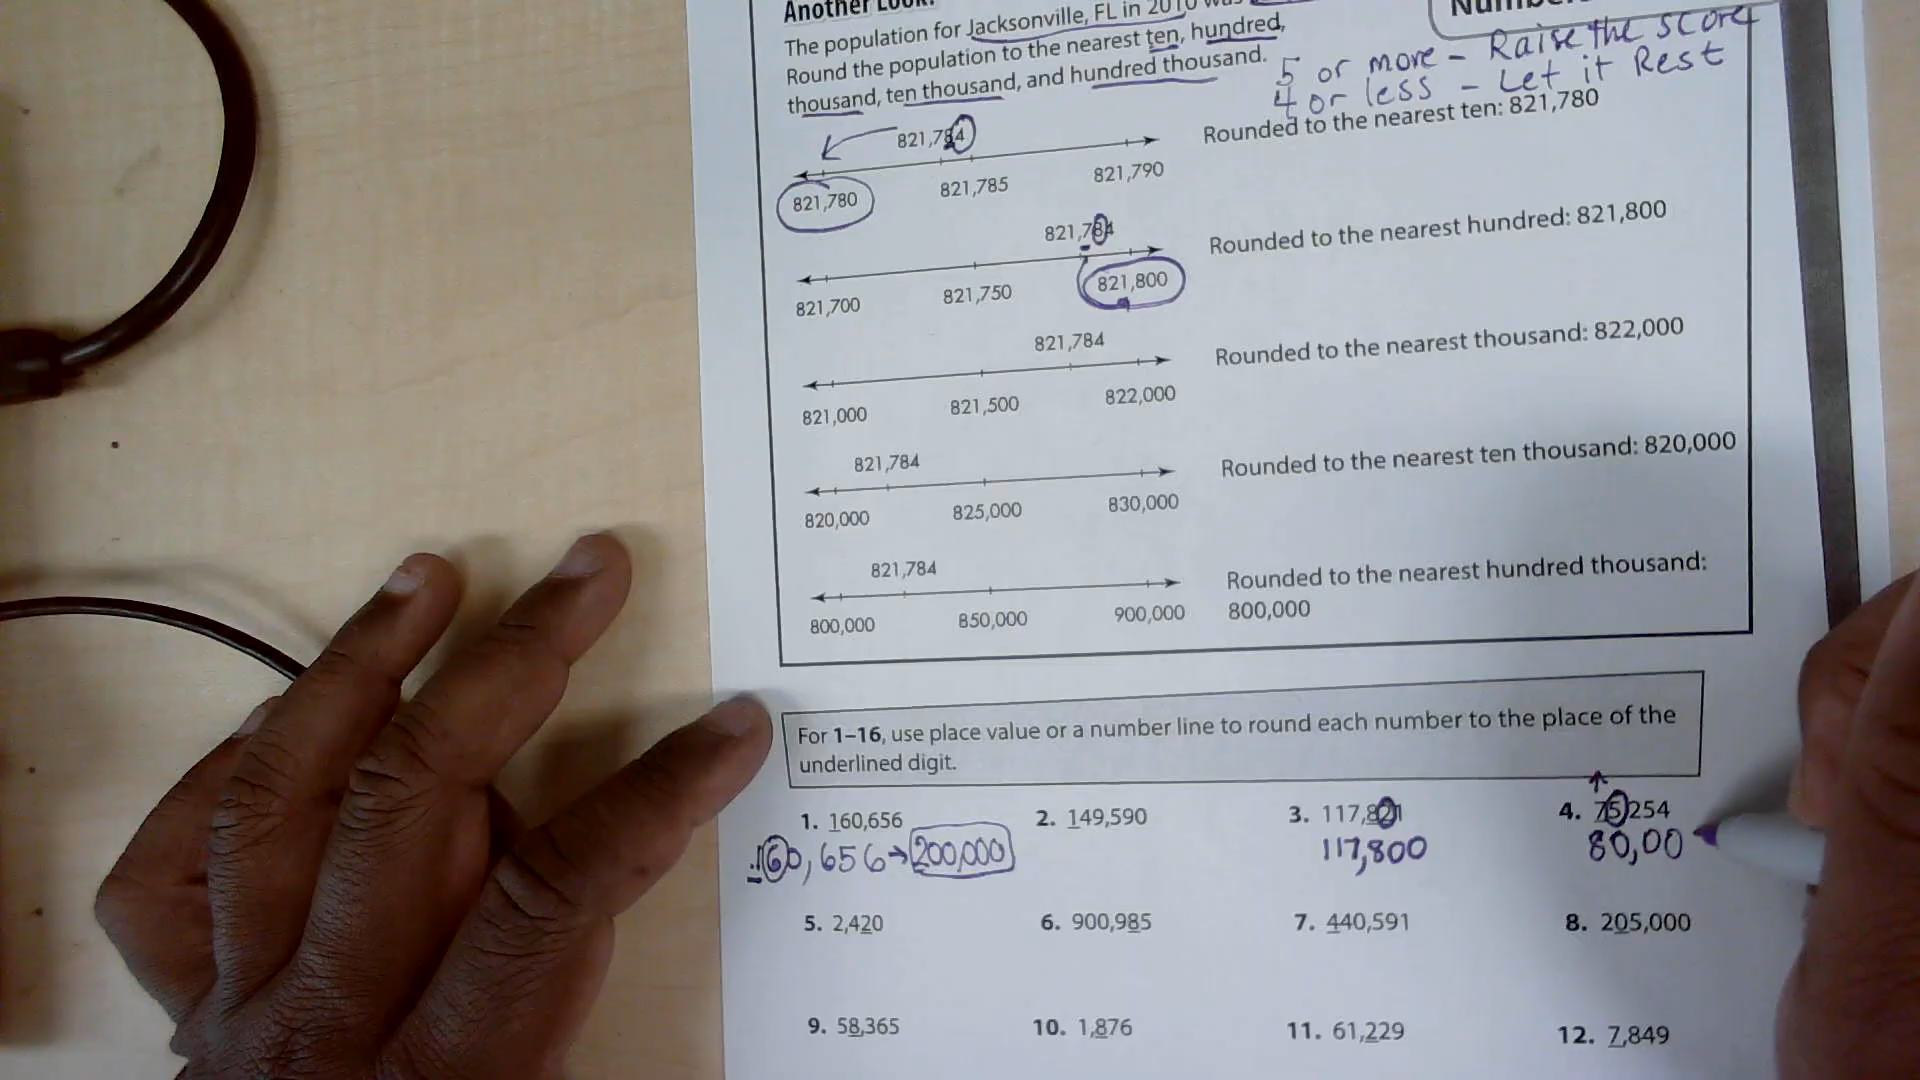 Another Look!
The population for Jacksonville, FL in 2010 was
Round the population to the nearest ten, hundred,
thousand, ten thousand, and hundred thousand.
5 or more - Raise the score
4 or less - Let it Rest
821,784
Rounded to the nearest ten: 821,780
821,780 821,785 821,790
821,784
Rounded to the nearest hundred: 821,800
821,700 821,750 821,800
821,784
Rounded to the nearest thousand: 822,000
821,000 821,500 822,000
821,784
Rounded to the nearest ten thousand: 820,000
820,000 825,000 830,000
821,784
Rounded to the nearest hundred thousand:
800,000
800,000 850,000 900,000
For 1–16, use place value or a number line to round each number to the place of the
underlined digit.
1. 160,656 2. 149,590 3. 117,821 4. 75,254
160,656→200,000 117,800 80,00
5. 2,420 6. 900,985 7. 440,591 8. 205,000
9. 58,365 10. 1,876 11. 61,229 12. 7,849